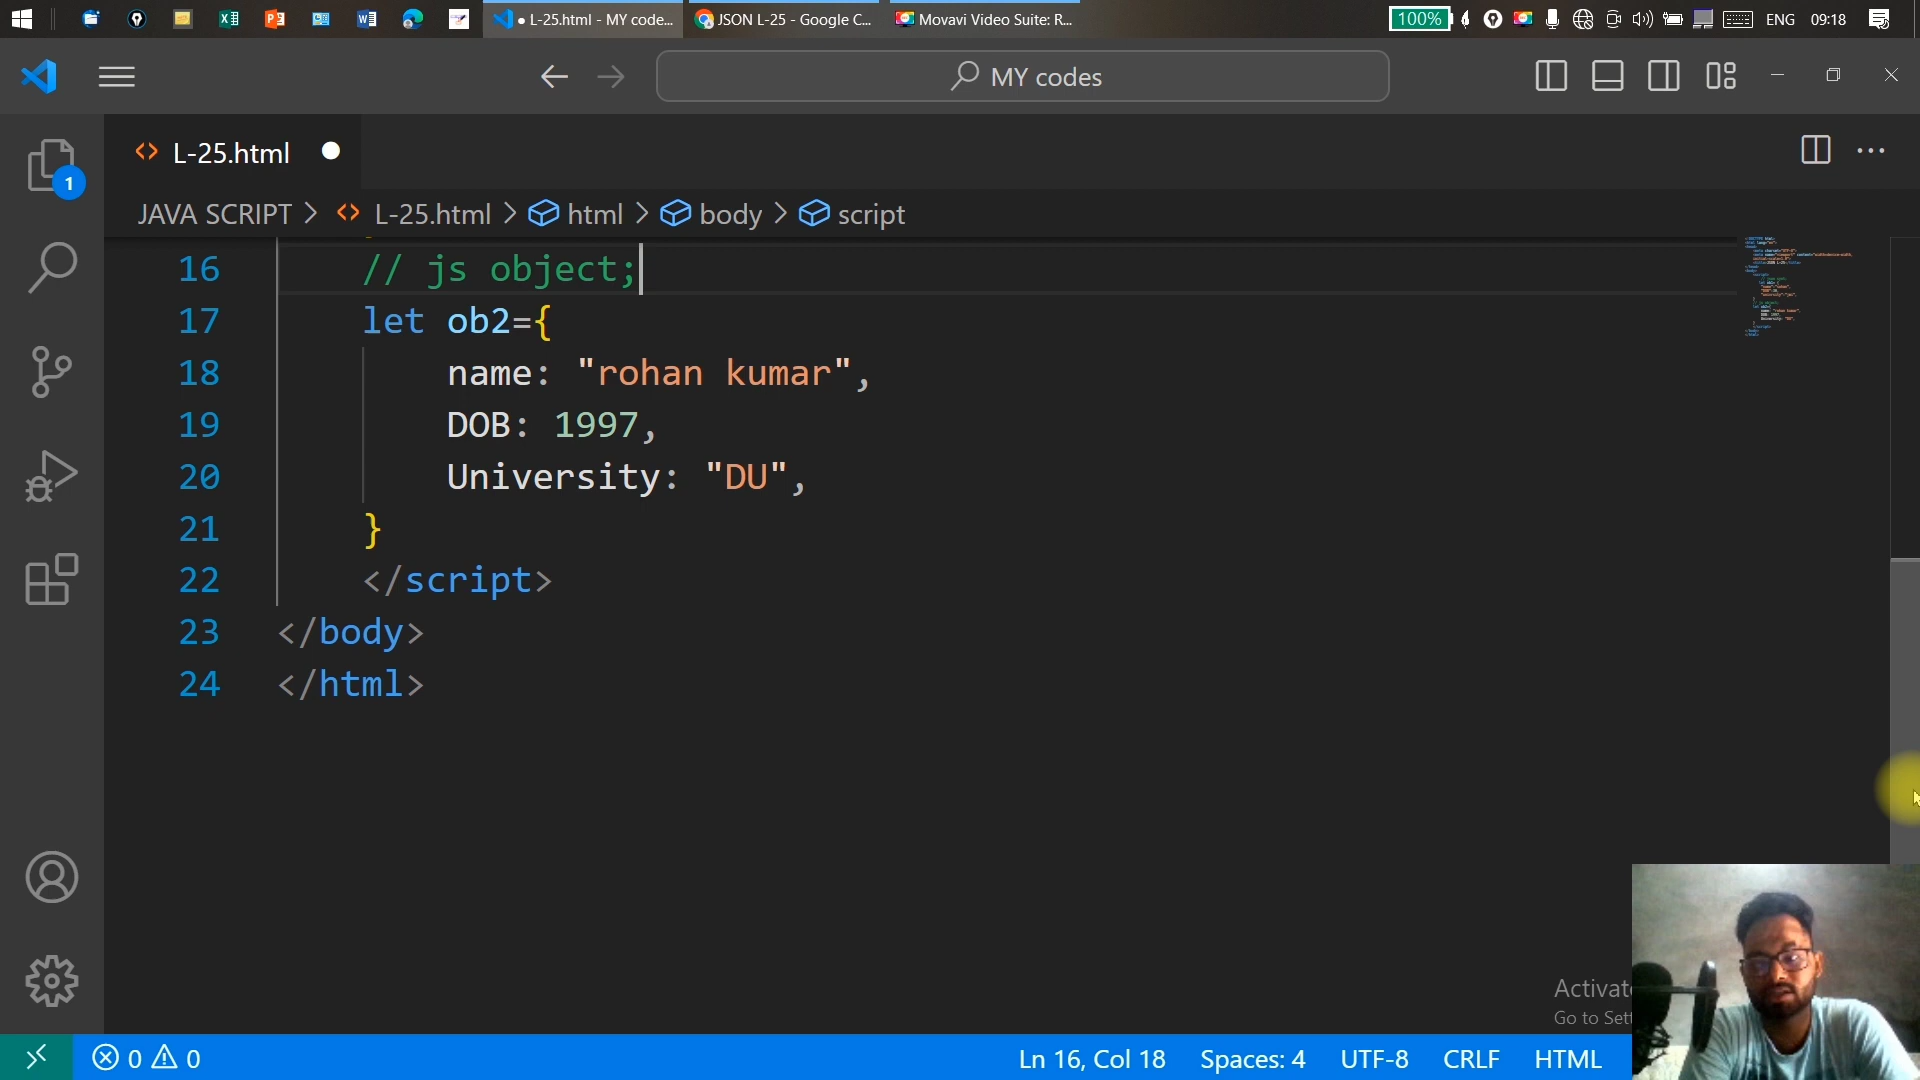 L-25.html - MY code...
JSON L-25 - Google C...
Movavi Video Suite: R...
100%
ENG
09:18
MY codes
L-25.html
1
JAVA SCRIPT > L-25.html > html > body > script
16 // js object;
17 let ob2={
18 name: "rohan kumar",
19 DOB: 1997,
20 University: "DU",
21 }
22 </script>
23 </body>
24 </html>
Activat
Go to Sett
0 0
Ln 16, Col 18
Spaces: 4
UTF-8
CRLF
HTML